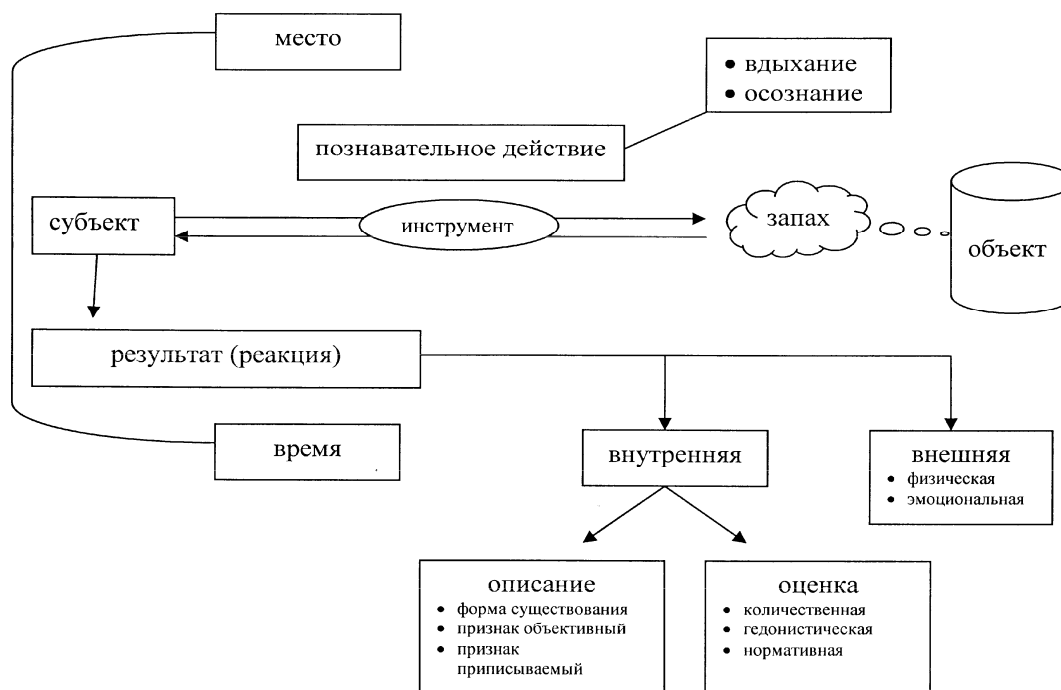 место
• вдыхание
• осознание
познавательное действие
субъект
инструмент
запах
объект
результат (реакция)
время
внутренняя
внешняя
• физическая
• эмоциональная
описание
• форма существования
• признак объективный
• признак
приписываемый
оценка
• количественная
• гедонистическая
• нормативная